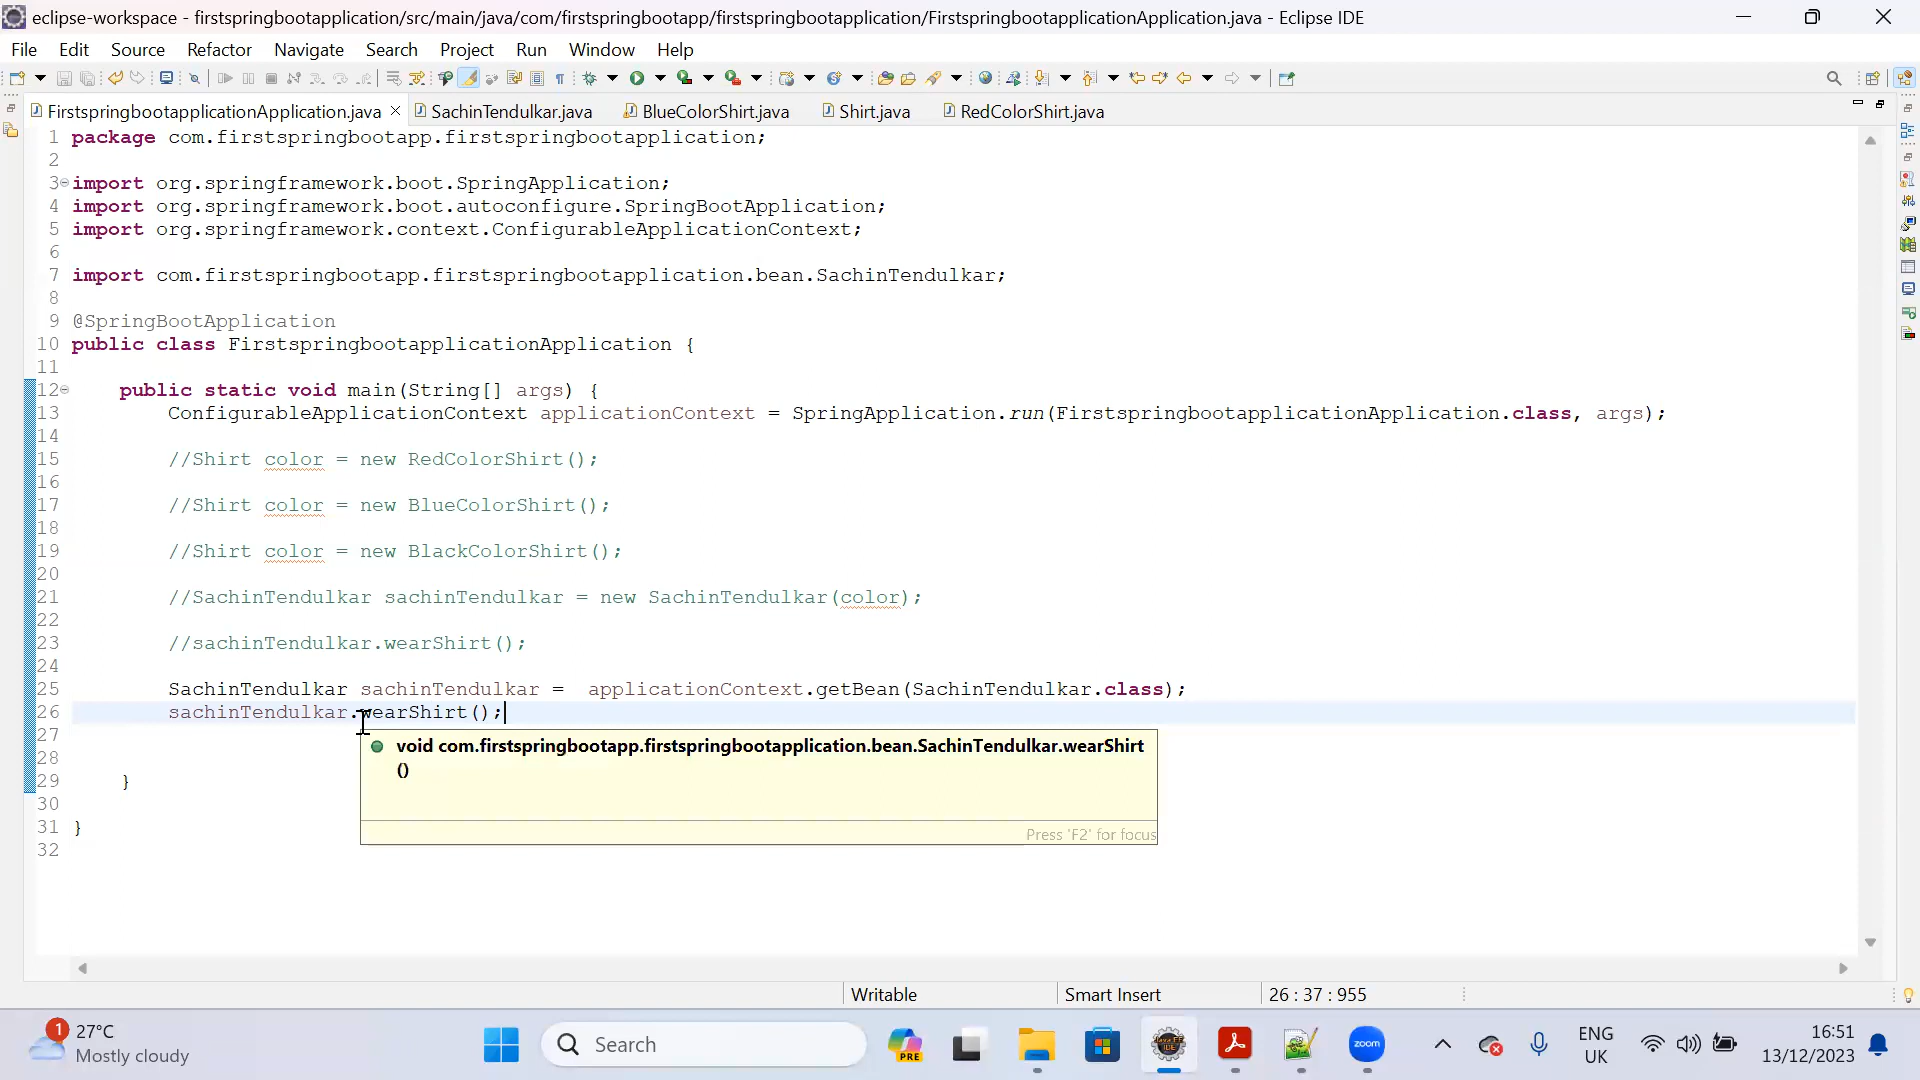 eclipse-workspace - firstspringbootapplication/src/main/java/com/firstspringbootapp/firstspringbootapplication/FirstspringbootapplicationApplication.java - Eclipse IDE
File Edit Source Refactor Navigate Search Project Run Window Help
FirstspringbootapplicationApplication.java SachinTendulkar.java BlueColorShirt.java Shirt.java RedColorShirt.java
1 package com.firstspringbootapp.firstspringbootapplication;
2
3 import org.springframework.boot.SpringApplication;
4 import org.springframework.boot.autoconfigure.SpringBootApplication;
5 import org.springframework.context.ConfigurableApplicationContext;
6
7 import com.firstspringbootapp.firstspringbootapplication.bean.SachinTendulkar;
8
9 @SpringBootApplication
10 public class FirstspringbootapplicationApplication {
11
12 public static void main(String[] args) {
13 ConfigurableApplicationContext applicationContext = SpringApplication.run(FirstspringbootapplicationApplication.class, args);
14
15 //Shirt color = new RedColorShirt();
16
17 //Shirt color = new BlueColorShirt();
18
19 //Shirt color = new BlackColorShirt();
20
21 //SachinTendulkar sachinTendulkar = new SachinTendulkar(color);
22
23 //sachinTendulkar.wearShirt();
24
25 SachinTendulkar sachinTendulkar = applicationContext.getBean(SachinTendulkar.class);
26 sachinTendulkar.wearShirt();
27
void com.firstspringbootapp.firstspringbootapplication.bean.SachinTendulkar.wearShirt
()
Press 'F2' for focus
28
29 }
30
31 }
32
Writable Smart Insert 26 : 37 : 955
1 27°C
Mostly cloudy
Search
PRE
Java EE
IDE
zoom
ENG
UK
16:51
13/12/2023